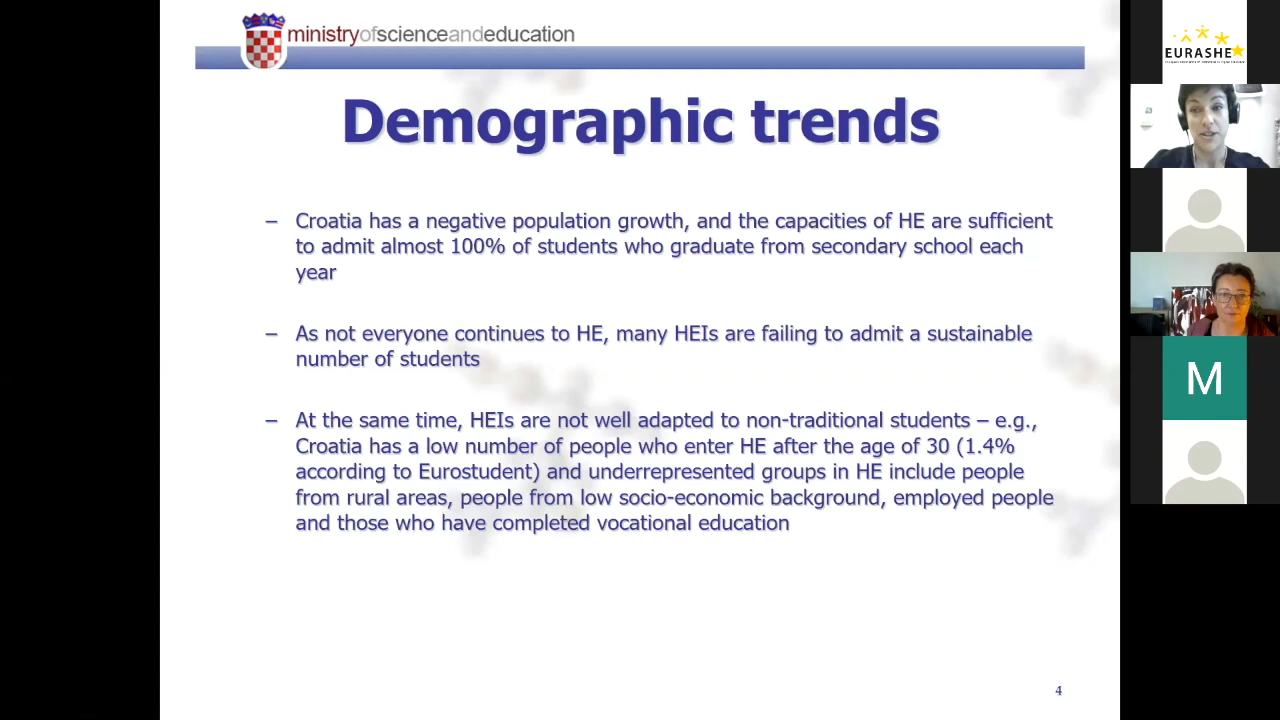 ministryofscienceandeducation
Demographic trends
– Croatia has a negative population growth, and the capacities of HE are sufficient
to admit almost 100% of students who graduate from secondary school each
year
– As not everyone continues to HE, many HEIs are failing to admit a sustainable
number of students
– At the same time, HEIs are not well adapted to non-traditional students – e.g.,
Croatia has a low number of people who enter HE after the age of 30 (1.4%
according to Eurostudent) and underrepresented groups in HE include people
from rural areas, people from low socio-economic background, employed people
and those who have completed vocational education
4
EURASHE
M